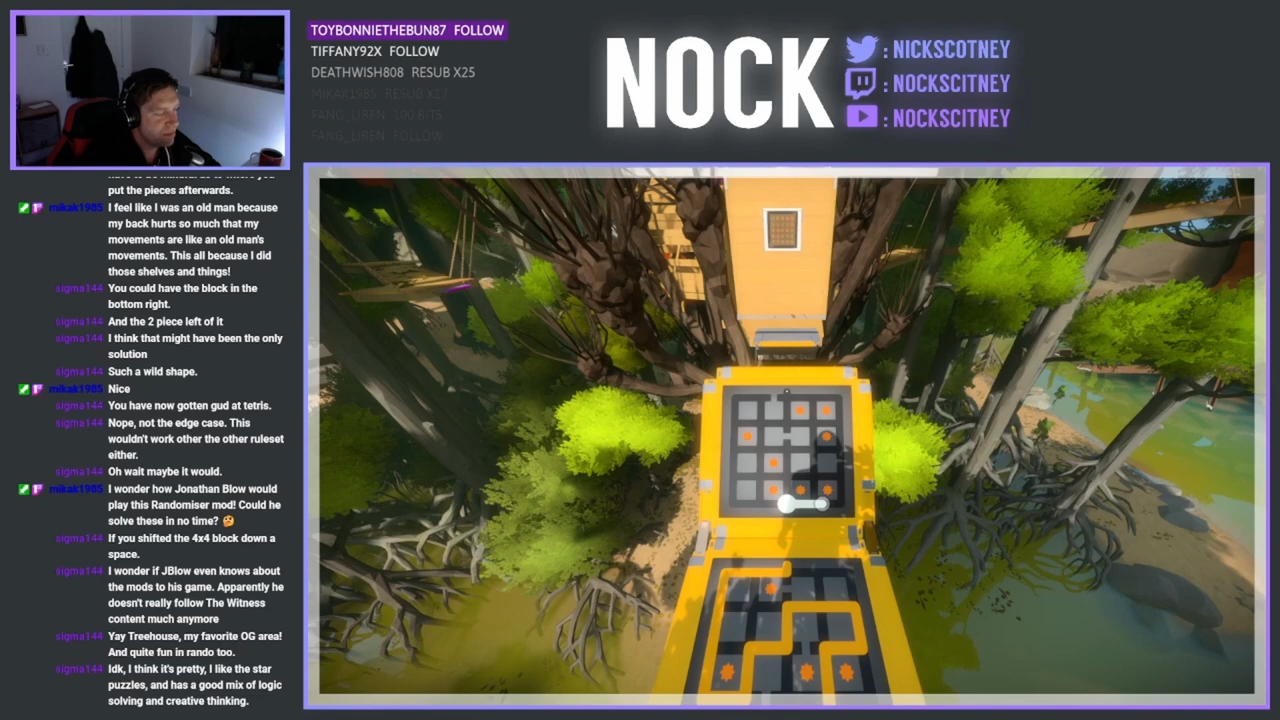 TOYBONNIETHEBUN87 FOLLOW
TIFFANY92X FOLLOW
DEATHWISH808 RESUB X25
MIKAK1985 RESUB X17
FANG_LIREN 100 BITS
FANG_LIREN FOLLOW
NOCK
: NICKSCOTNEY
: NOCKSCITNEY
: NOCKSCITNEY
put the pieces afterwards.
mikak1985 I feel like I was an old man because
my back hurts so much that my
movements are like an old man's
movements. This all because I did
those shelves and things!
sigma144 You could have the block in the
bottom right.
sigma144 And the 2 piece left of it
sigma144 I think that might have been the only
solution
sigma144 Such a wild shape.
mikak1985 Nice
sigma144 You have now gotten gud at tetris.
sigma144 Nope, not the edge case. This
wouldn't work other the other ruleset
either.
sigma144 Oh wait maybe it would.
mikak1985 I wonder how Jonathan Blow would
play this Randomiser mod! Could he
solve these in no time?
sigma144 If you shifted the 4x4 block down a
space.
sigma144 I wonder if JBlow even knows about
the mods to his game. Apparently he
doesn't really follow The Witness
content much anymore
sigma144 Yay Treehouse, my favorite OG area!
And quite fun in rando too.
sigma144 Idk, I think it's pretty, I like the star
puzzles, and has a good mix of logic
solving and creative thinking.